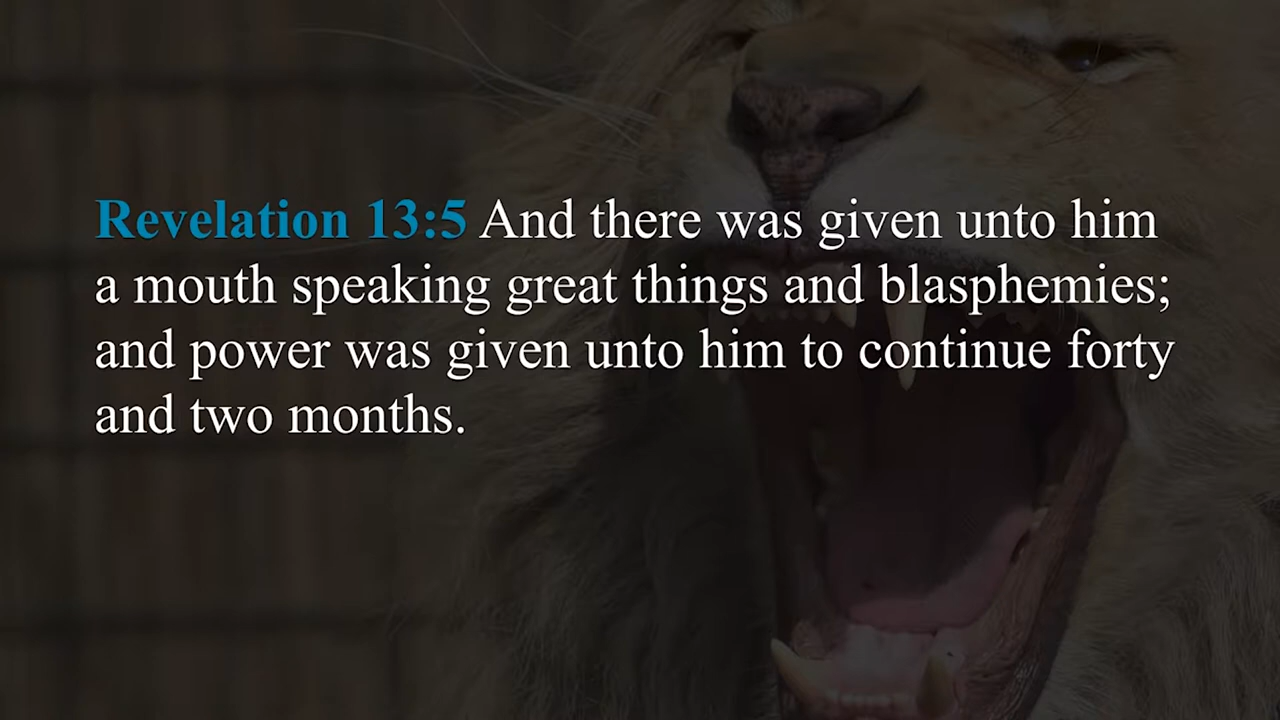 Revelation 13:5 And there was given unto him
a mouth speaking great things and blasphemies;
and power was given unto him to continue forty
and two months.